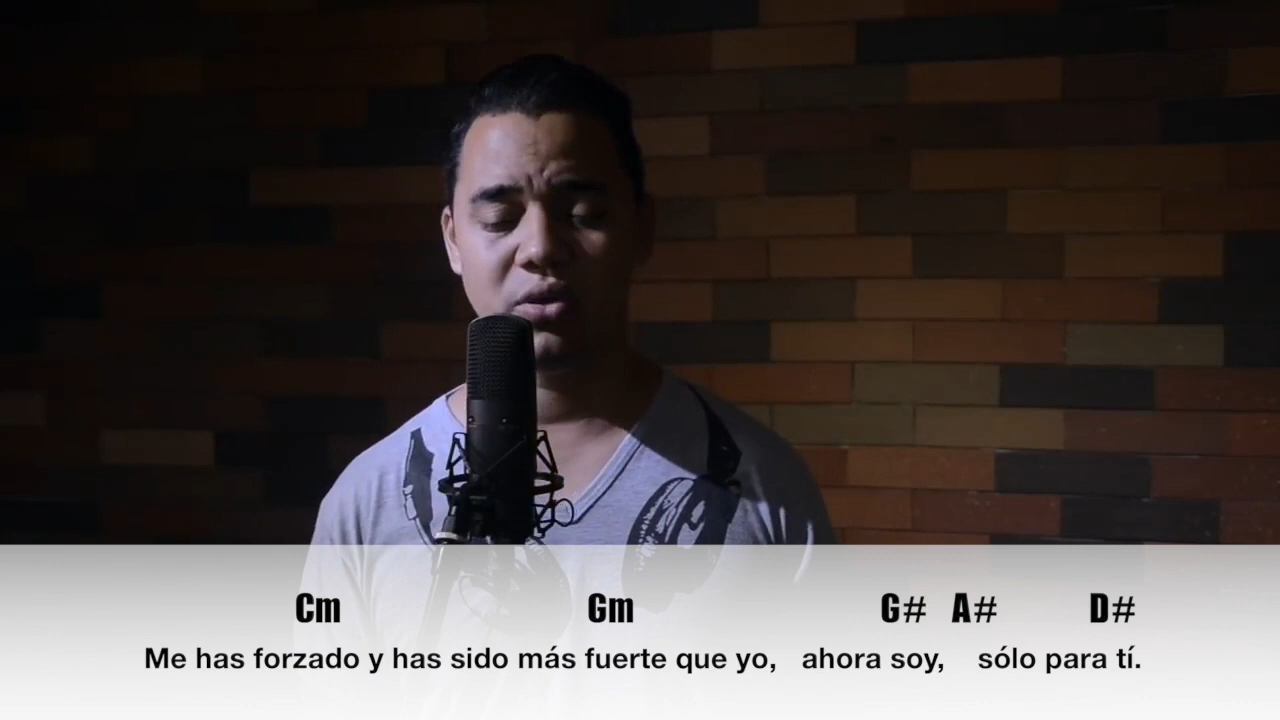 Cm Gm G# A# D#
Me has forzado y has sido más fuerte que yo, ahora soy, sólo para tí.